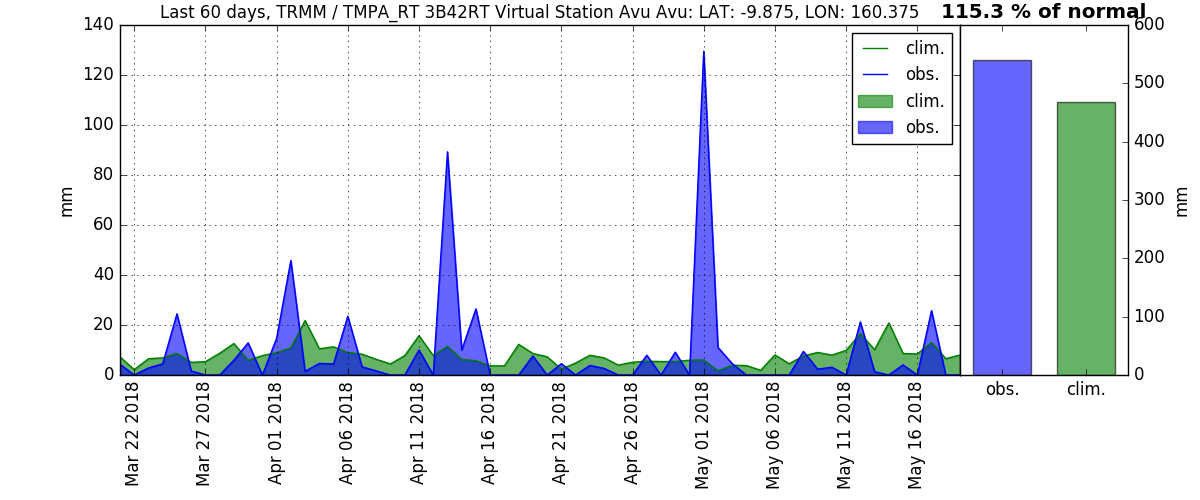 Last 60 days, TRMM / TMPA_RT 3B42RT Virtual Station Avu Avu: LAT: -9.875, LON: 160.375
115.3 % of normal
140
120
100
80
60
40
20
0
mm
clim.
obs.
clim.
obs.
Mar 22 2018
Mar 27 2018
Apr 01 2018
Apr 06 2018
Apr 11 2018
Apr 16 2018
Apr 21 2018
Apr 26 2018
May 01 2018
May 06 2018
May 11 2018
May 16 2018
600
500
400
300
200
100
0
mm
obs.
clim.